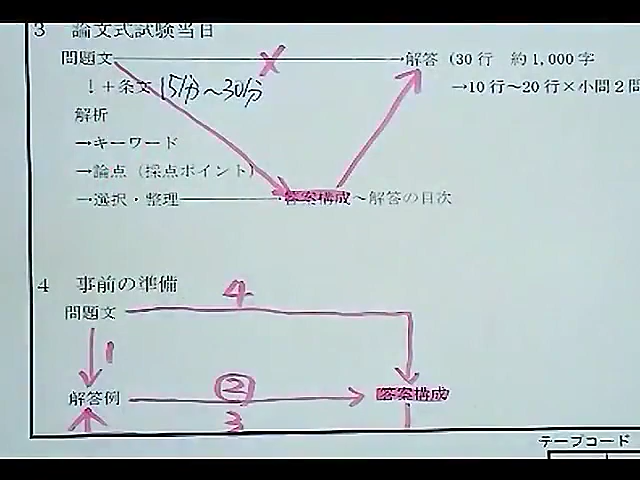 3 論文式試験当日
問題文 × →解答 (30行 約1,000字
↓+条文 15分～30分 →10行～20行×小問2問
解析
→キーワード
→論点（採点ポイント）
→選択・整理 答案構成～解答の目次
4 事前の準備
4
問題文
1
解答例 ② 答案構成
3
テープコード